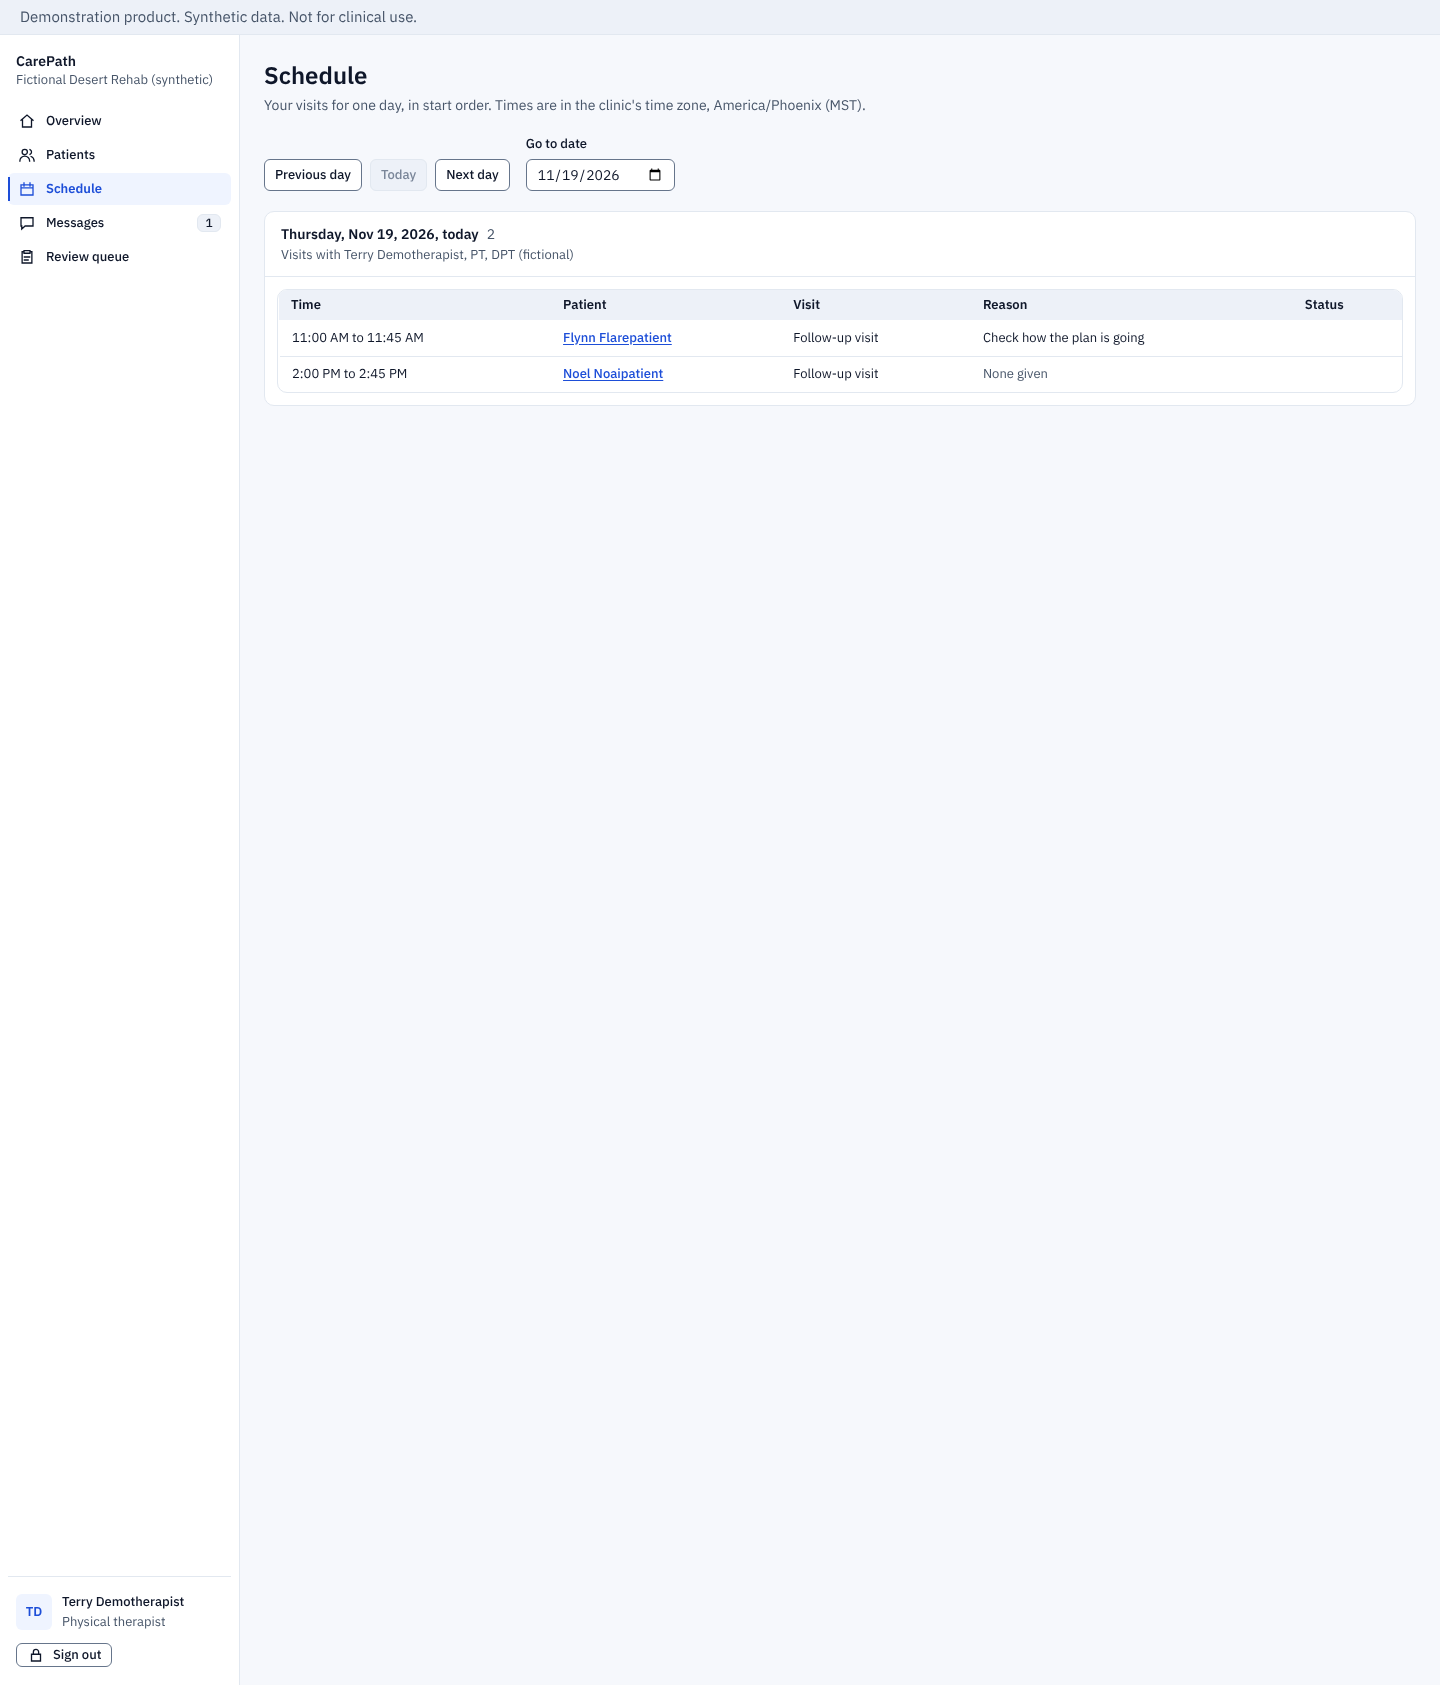 Demonstration product. Synthetic data. Not for clinical use.
CarePath
Fictional Desert Rehab (synthetic)
Overview
Patients
Schedule
Messages 1
Review queue
Schedule
Your visits for one day, in start order. Times are in the clinic's time zone, America/Phoenix (MST).
Go to date
Previous day Today Next day 11/19/2026
Thursday, Nov 19, 2026, today 2
Visits with Terry Demotherapist, PT, DPT (fictional)
Time Patient Visit Reason Status
11:00 AM to 11:45 AM Flynn Flarepatient Follow-up visit Check how the plan is going
2:00 PM to 2:45 PM Noel Noaipatient Follow-up visit None given
TD Terry Demotherapist
Physical therapist
Sign out